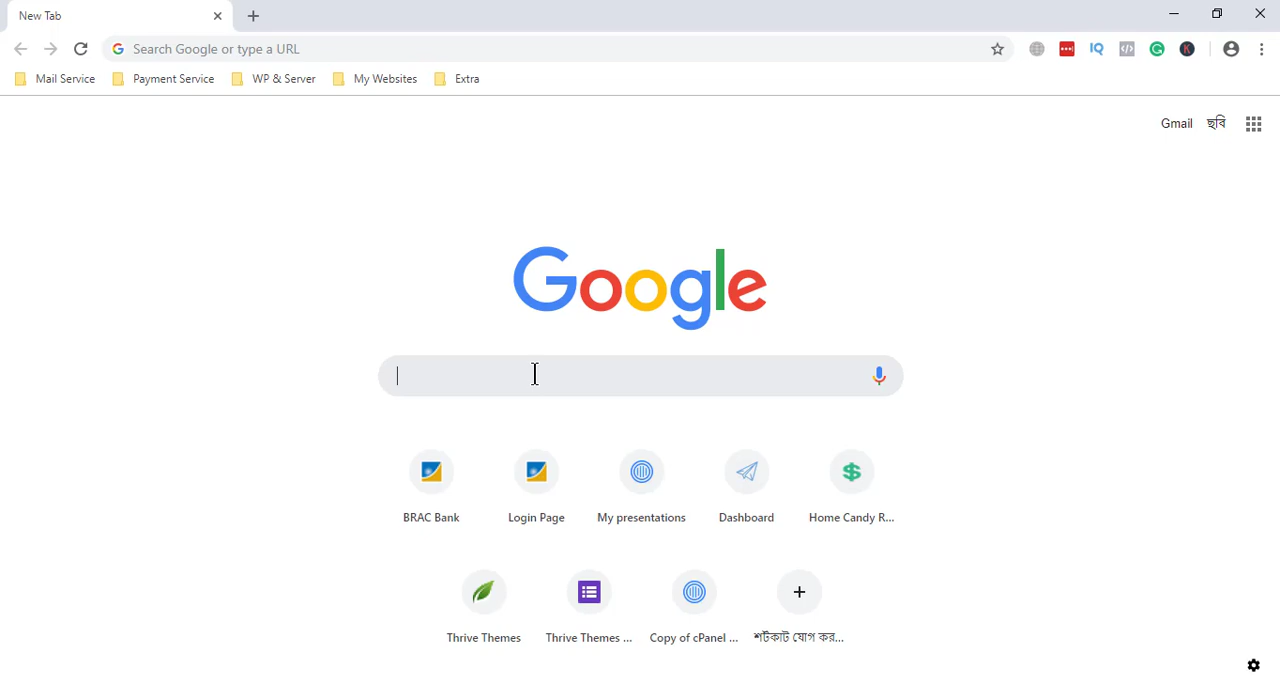 New Tab
Search Google or type a URL
IQ
K
Mail Service Payment Service WP & Server My Websites Extra
Gmail ছবি
Google
BRAC Bank Login Page My presentations Dashboard Home Candy R...
Thrive Themes Thrive Themes ... Copy of cPanel ... শর্টকাট যোগ কর...